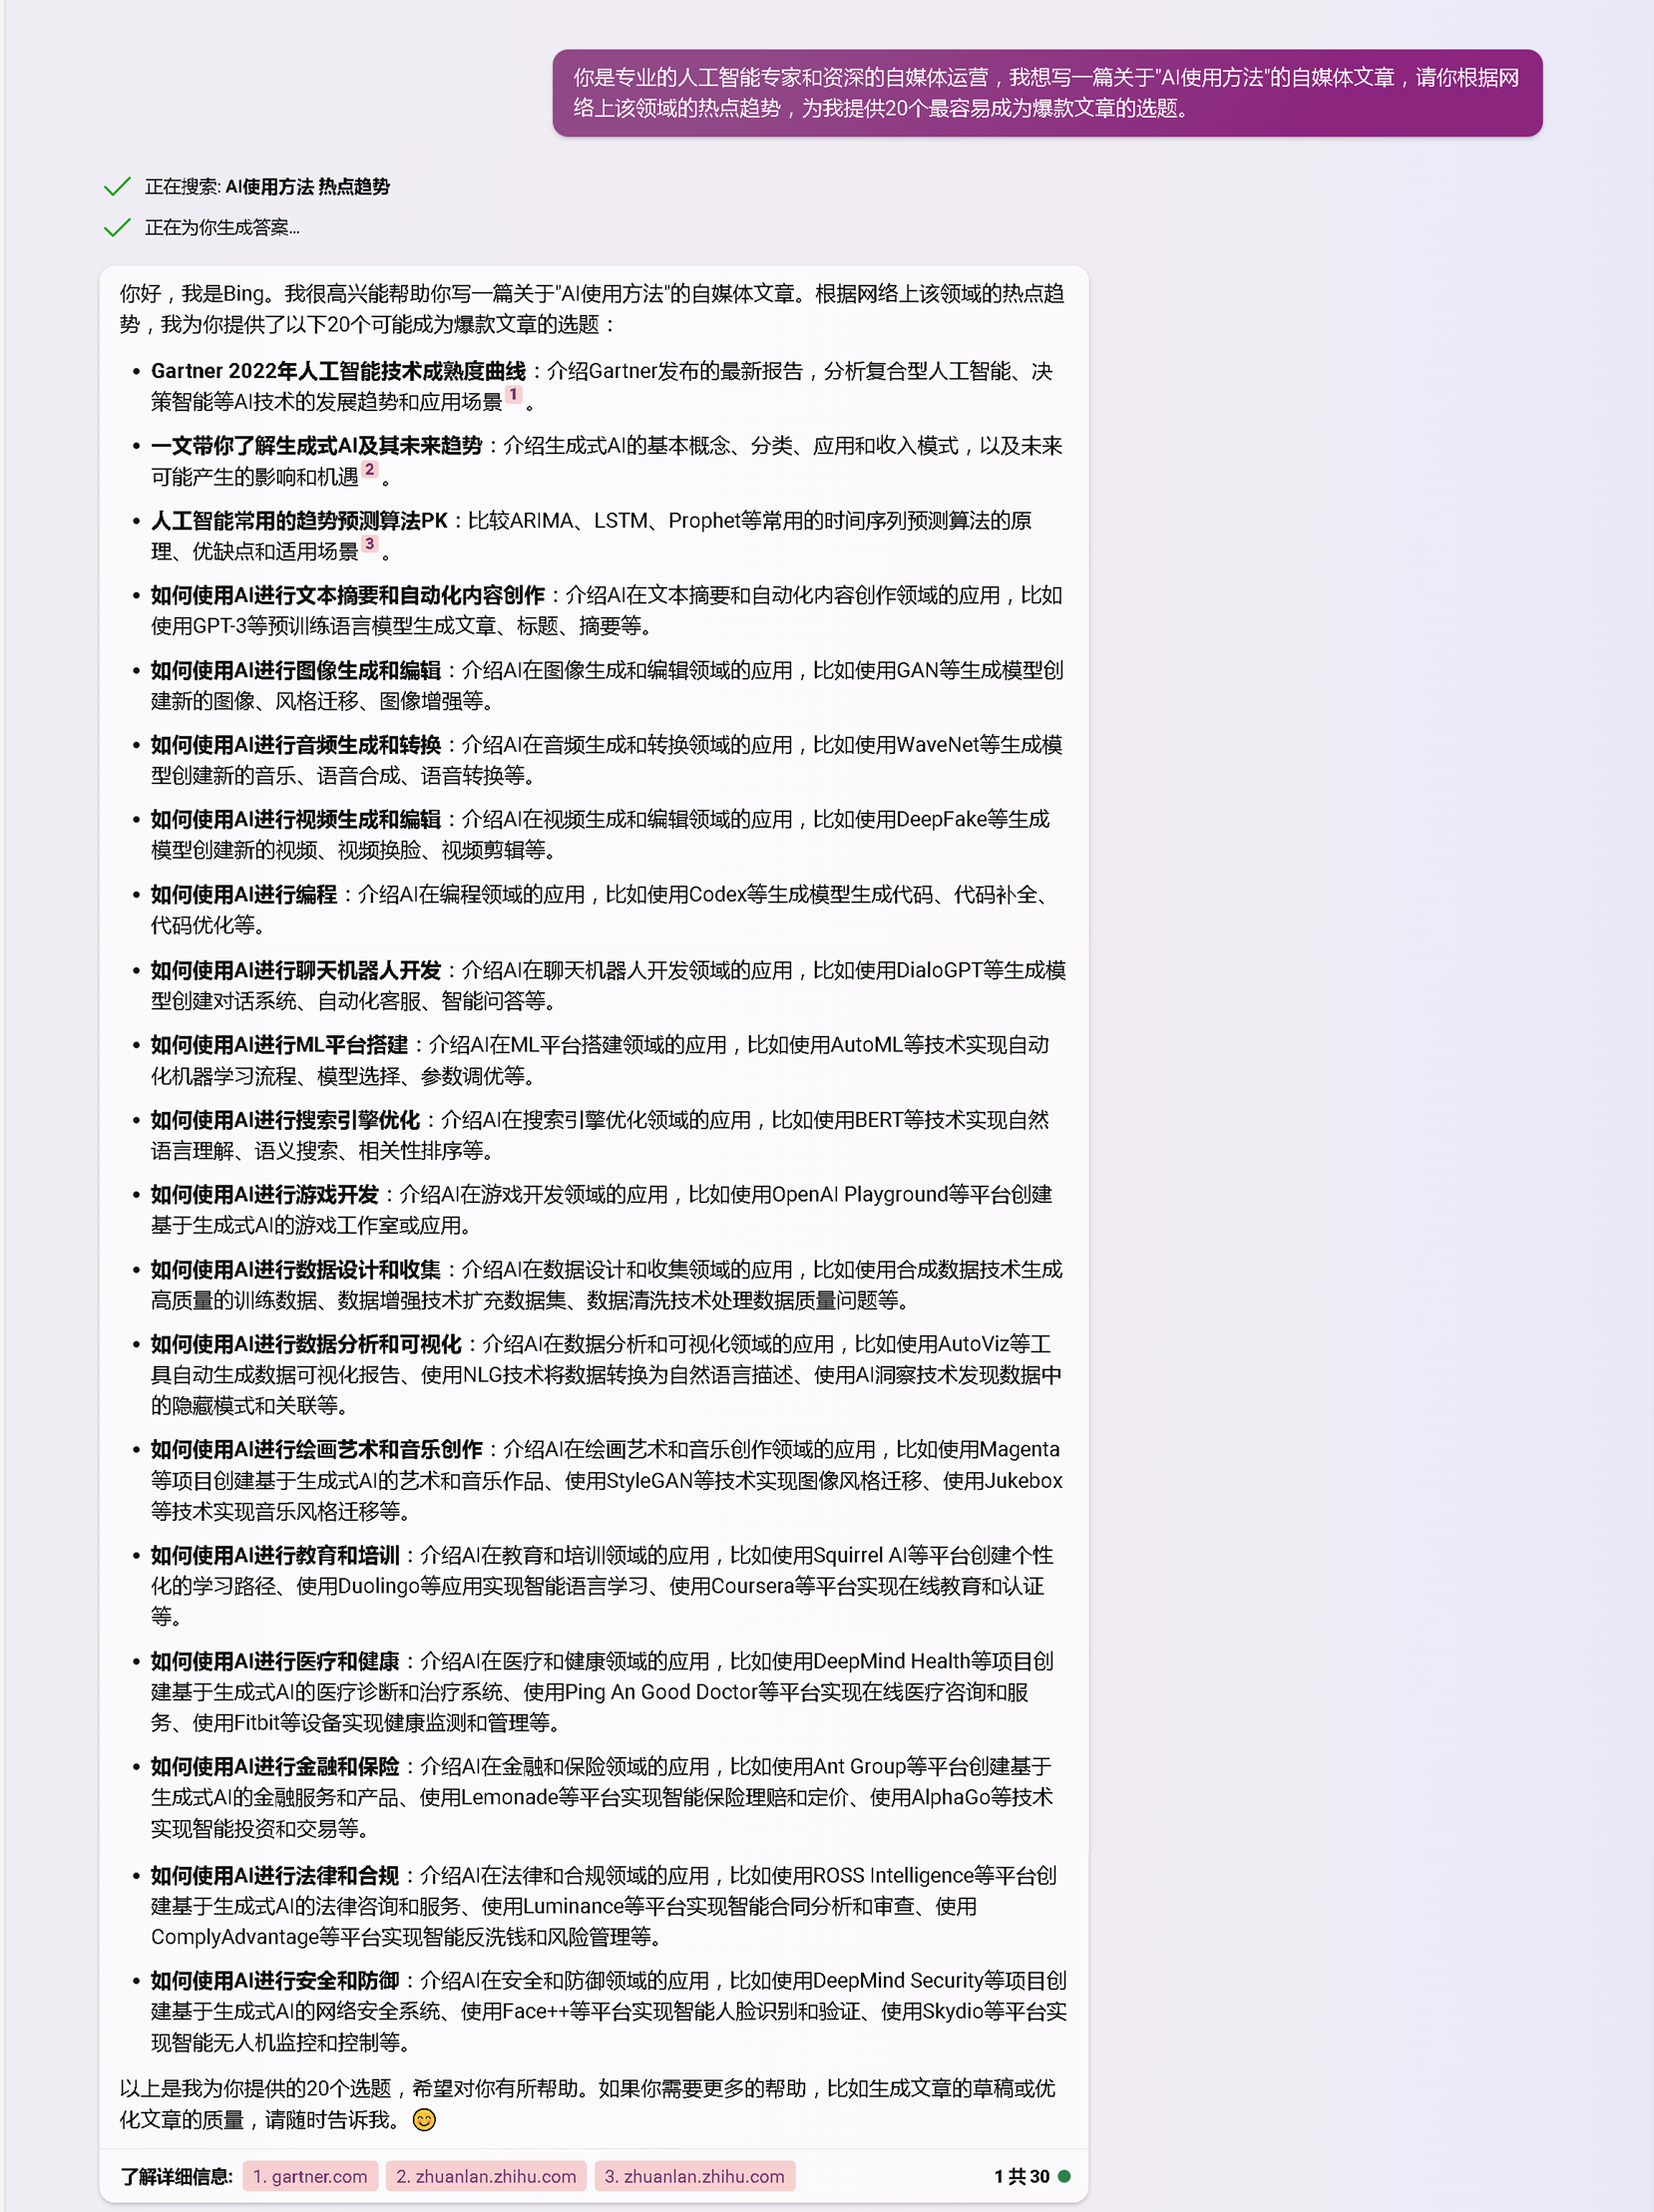 你是专业的人工智能专家和资深的自媒体运营，我想写一篇关于"AI使用方法"的自媒体文章，请你根据网
络上该领域的热点趋势，为我提供20个最容易成为爆款文章的选题。
正在搜索: AI使用方法 热点趋势
正在为你生成答案...
你好，我是Bing。我很高兴能帮助你写一篇关于"AI使用方法"的自媒体文章。根据网络上该领域的热点趋
势，我为你提供了以下20个可能成为爆款文章的选题：
• Gartner 2022年人工智能技术成熟度曲线：介绍Gartner发布的最新报告，分析复合型人工智能、决
策智能等AI技术的发展趋势和应用场景 1 。
• 一文带你了解生成式AI及其未来趋势：介绍生成式AI的基本概念、分类、应用和收入模式，以及未来
可能产生的影响和机遇 2 。
• 人工智能常用的趋势预测算法PK：比较ARIMA、LSTM、Prophet等常用的时间序列预测算法的原
理、优缺点和适用场景 3 。
• 如何使用AI进行文本摘要和自动化内容创作：介绍AI在文本摘要和自动化内容创作领域的应用，比如
使用GPT-3等预训练语言模型生成文章、标题、摘要等。
• 如何使用AI进行图像生成和编辑：介绍AI在图像生成和编辑领域的应用，比如使用GAN等生成模型创
建新的图像、风格迁移、图像增强等。
• 如何使用AI进行音频生成和转换：介绍AI在音频生成和转换领域的应用，比如使用WaveNet等生成模
型创建新的音乐、语音合成、语音转换等。
• 如何使用AI进行视频生成和编辑：介绍AI在视频生成和编辑领域的应用，比如使用DeepFake等生成
模型创建新的视频、视频换脸、视频剪辑等。
• 如何使用AI进行编程：介绍AI在编程领域的应用，比如使用Codex等生成模型生成代码、代码补全、
代码优化等。
• 如何使用AI进行聊天机器人开发：介绍AI在聊天机器人开发领域的应用，比如使用DialoGPT等生成模
型创建对话系统、自动化客服、智能问答等。
• 如何使用AI进行ML平台搭建：介绍AI在ML平台搭建领域的应用，比如使用AutoML等技术实现自动
化机器学习流程、模型选择、参数调优等。
• 如何使用AI进行搜索引擎优化：介绍AI在搜索引擎优化领域的应用，比如使用BERT等技术实现自然
语言理解、语义搜索、相关性排序等。
• 如何使用AI进行游戏开发：介绍AI在游戏开发领域的应用，比如使用OpenAI Playground等平台创建
基于生成式AI的游戏工作室或应用。
• 如何使用AI进行数据设计和收集：介绍AI在数据设计和收集领域的应用，比如使用合成数据技术生成
高质量的训练数据、数据增强技术扩充数据集、数据清洗技术处理数据质量问题等。
• 如何使用AI进行数据分析和可视化：介绍AI在数据分析和可视化领域的应用，比如使用AutoViz等工
具自动生成数据可视化报告、使用NLG技术将数据转换为自然语言描述、使用AI洞察技术发现数据中
的隐藏模式和关联等。
• 如何使用AI进行绘画艺术和音乐创作：介绍AI在绘画艺术和音乐创作领域的应用，比如使用Magenta
等项目创建基于生成式AI的艺术和音乐作品、使用StyleGAN等技术实现图像风格迁移、使用Jukebox
等技术实现音乐风格迁移等。
• 如何使用AI进行教育和培训：介绍AI在教育和培训领域的应用，比如使用Squirrel AI等平台创建个性
化的学习路径、使用Duolingo等应用实现智能语言学习、使用Coursera等平台实现在线教育和认证
等。
• 如何使用AI进行医疗和健康：介绍AI在医疗和健康领域的应用，比如使用DeepMind Health等项目创
建基于生成式AI的医疗诊断和治疗系统、使用Ping An Good Doctor等平台实现在线医疗咨询和服
务、使用Fitbit等设备实现健康监测和管理等。
• 如何使用AI进行金融和保险：介绍AI在金融和保险领域的应用，比如使用Ant Group等平台创建基于
生成式AI的金融服务和产品、使用Lemonade等平台实现智能保险理赔和定价、使用AlphaGo等技术
实现智能投资和交易等。
• 如何使用AI进行法律和合规：介绍AI在法律和合规领域的应用，比如使用ROSS Intelligence等平台创
建基于生成式AI的法律咨询和服务、使用Luminance等平台实现智能合同分析和审查、使用
ComplyAdvantage等平台实现智能反洗钱和风险管理等。
• 如何使用AI进行安全和防御：介绍AI在安全和防御领域的应用，比如使用DeepMind Security等项目创
建基于生成式AI的网络安全系统、使用Face++等平台实现智能人脸识别和验证、使用Skydio等平台实
现智能无人机监控和控制等。
以上是我为你提供的20个选题，希望对你有所帮助。如果你需要更多的帮助，比如生成文章的草稿或优
化文章的质量，请随时告诉我。😊
了解详细信息: 1. gartner.com 2. zhuanlan.zhihu.com 3. zhuanlan.zhihu.com 1 共 30